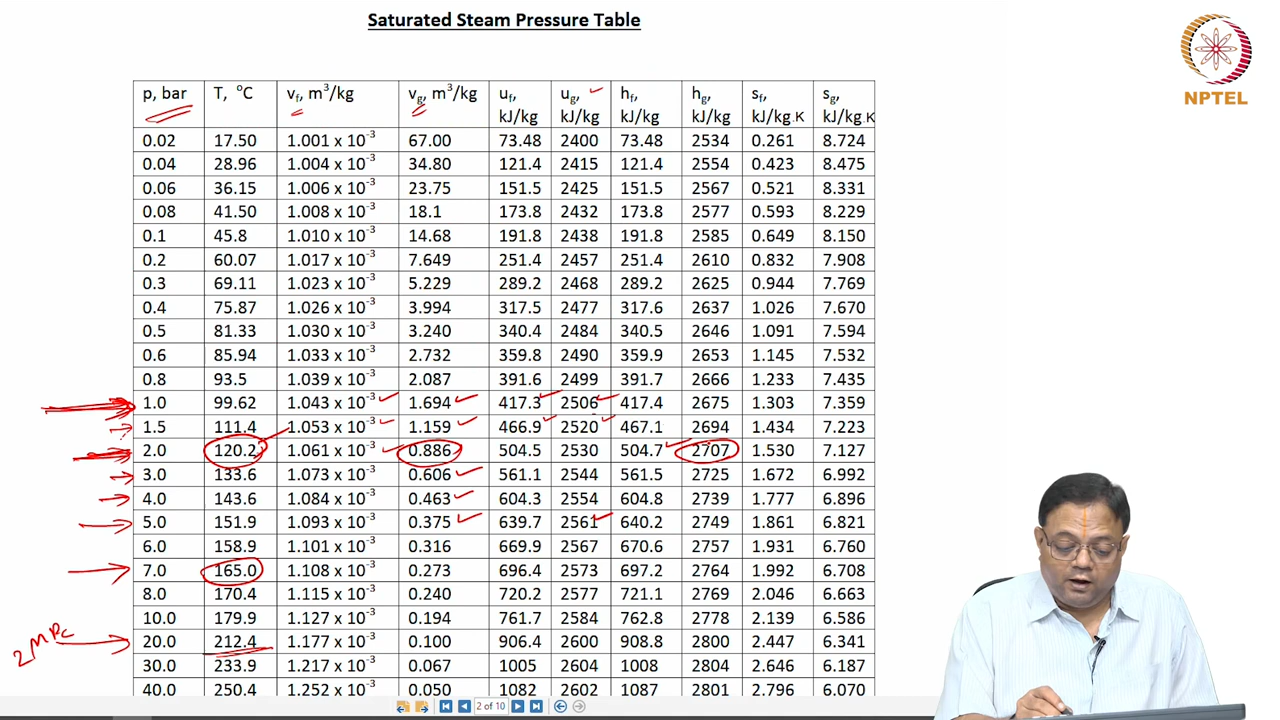 Saturated Steam Pressure Table
NPTEL
p, bar T, °C v_f, m³/kg v_g, m³/kg u_f, kJ/kg u_g, kJ/kg h_f, kJ/kg h_g, kJ/kg s_f, kJ/kg.K s_g, kJ/kg K
0.02 17.50 1.001 x 10⁻³ 67.00 73.48 2400 73.48 2534 0.261 8.724
0.04 28.96 1.004 x 10⁻³ 34.80 121.4 2415 121.4 2554 0.423 8.475
0.06 36.15 1.006 x 10⁻³ 23.75 151.5 2425 151.5 2567 0.521 8.331
0.08 41.50 1.008 x 10⁻³ 18.1 173.8 2432 173.8 2577 0.593 8.229
0.1 45.8 1.010 x 10⁻³ 14.68 191.8 2438 191.8 2585 0.649 8.150
0.2 60.07 1.017 x 10⁻³ 7.649 251.4 2457 251.4 2610 0.832 7.908
0.3 69.11 1.023 x 10⁻³ 5.229 289.2 2468 289.2 2625 0.944 7.769
0.4 75.87 1.026 x 10⁻³ 3.994 317.5 2477 317.6 2637 1.026 7.670
0.5 81.33 1.030 x 10⁻³ 3.240 340.4 2484 340.5 2646 1.091 7.594
0.6 85.94 1.033 x 10⁻³ 2.732 359.8 2490 359.9 2653 1.145 7.532
0.8 93.5 1.039 x 10⁻³ 2.087 391.6 2499 391.7 2666 1.233 7.435
1.0 99.62 1.043 x 10⁻³ 1.694 417.3 2506 417.4 2675 1.303 7.359
1.5 111.4 1.053 x 10⁻³ 1.159 466.9 2520 467.1 2694 1.434 7.223
2.0 120.2 1.061 x 10⁻³ 0.886 504.5 2530 504.7 2707 1.530 7.127
3.0 133.6 1.073 x 10⁻³ 0.606 561.1 2544 561.5 2725 1.672 6.992
4.0 143.6 1.084 x 10⁻³ 0.463 604.3 2554 604.8 2739 1.777 6.896
5.0 151.9 1.093 x 10⁻³ 0.375 639.7 2561 640.2 2749 1.861 6.821
6.0 158.9 1.101 x 10⁻³ 0.316 669.9 2567 670.6 2757 1.931 6.760
7.0 165.0 1.108 x 10⁻³ 0.273 696.4 2573 697.2 2764 1.992 6.708
8.0 170.4 1.115 x 10⁻³ 0.240 720.2 2577 721.1 2769 2.046 6.663
10.0 179.9 1.127 x 10⁻³ 0.194 761.7 2584 762.8 2778 2.139 6.586
2 MPa 20.0 212.4 1.177 x 10⁻³ 0.100 906.4 2600 908.8 2800 2.447 6.341
30.0 233.9 1.217 x 10⁻³ 0.067 1005 2604 1008 2804 2.646 6.187
40.0 250.4 1.252 x 10⁻³ 0.050 1082 2602 1087 2801 2.796 6.070
2 of 10